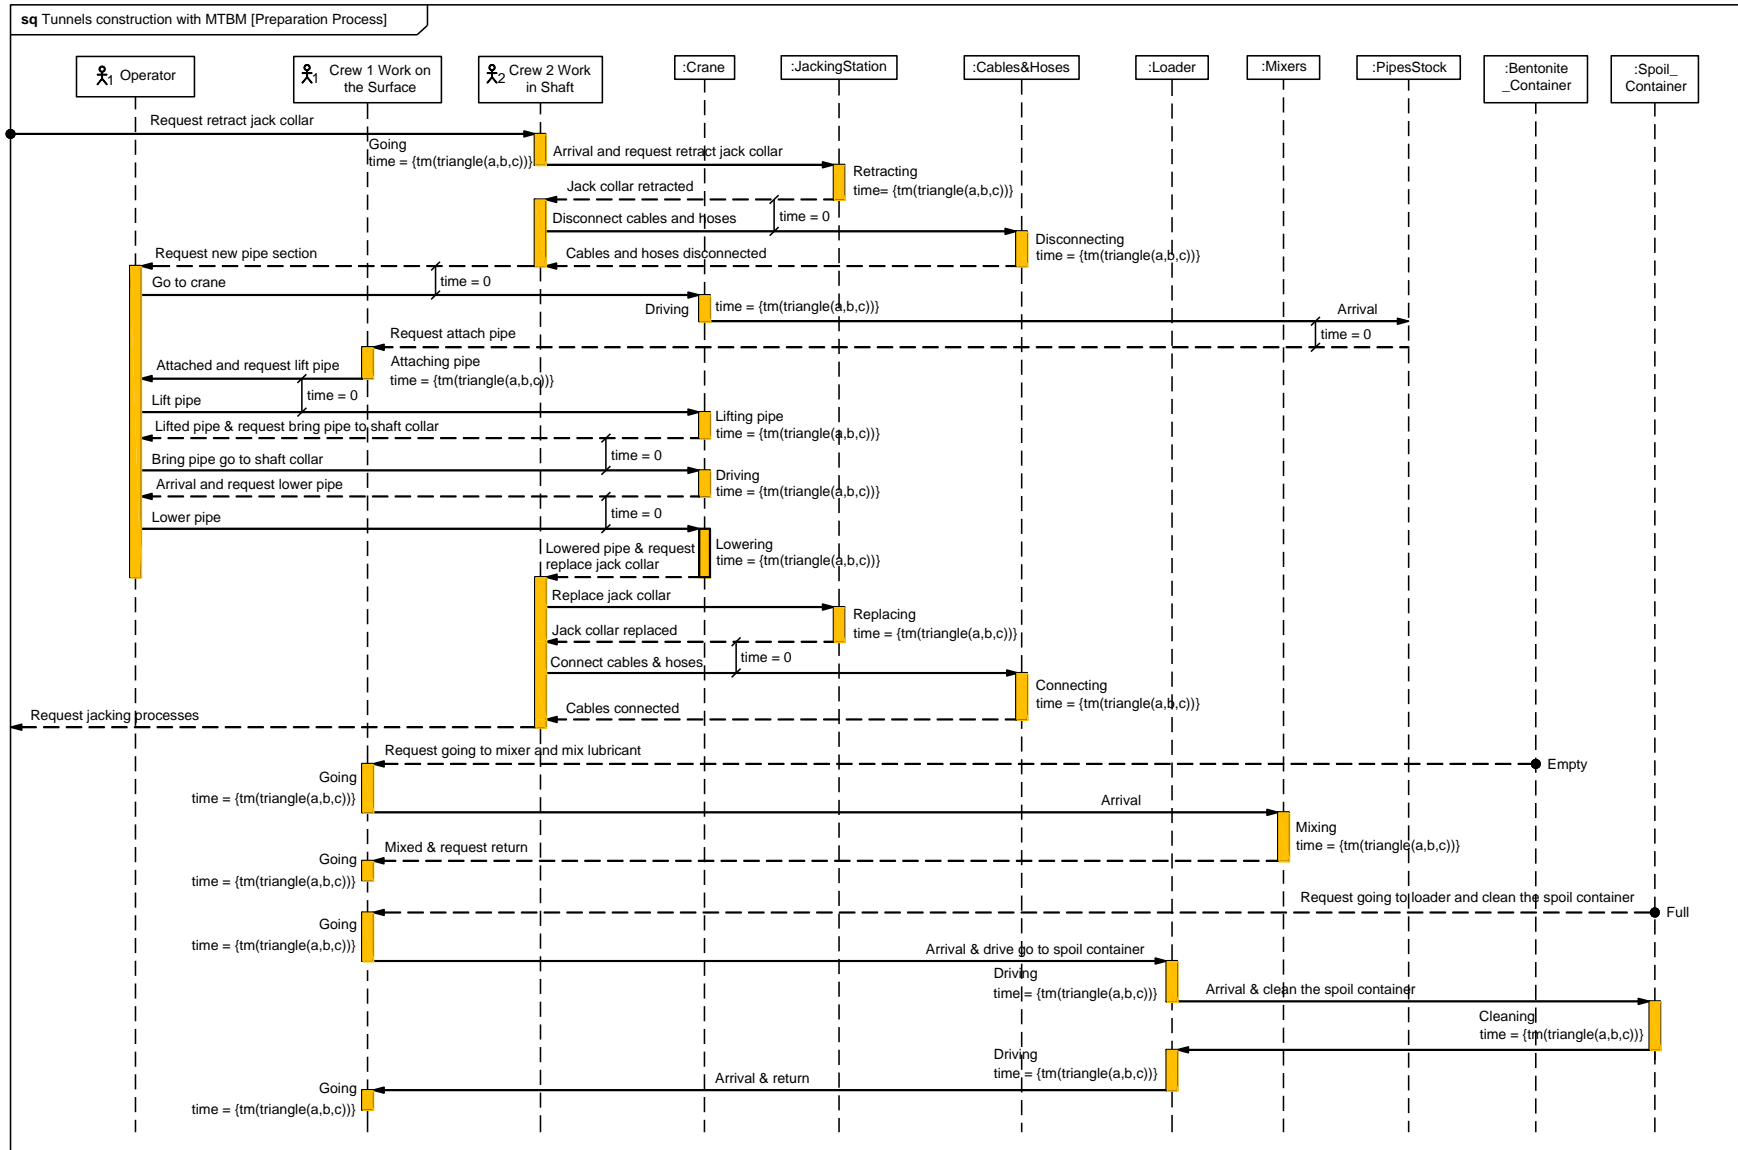 sq Tunnels construction with MTBM [Preparation Process]
1 Operator
1 Crew 1 Work on
the Surface
2 Crew 2 Work
in Shaft
:Crane
:JackingStation
:Cables&Hoses
:Loader
:Mixers
:PipesStock
:Bentonite
_Container
:Spoil_
Container
Request retract jack collar
Going
time = {tm(triangle(a,b,c))}
Arrival and request retract jack collar
Retracting
time= {tm(triangle(a,b,c))}
Jack collar retracted
time = 0
Disconnect cables and hoses
Disconnecting
time = {tm(triangle(a,b,c))}
Cables and hoses disconnected
Request new pipe section
time = 0
Go to crane
Driving
time = {tm(triangle(a,b,c))}
Arrival
time = 0
Request attach pipe
Attaching pipe
time = {tm(triangle(a,b,c))}
Attached and request lift pipe
time = 0
Lift pipe
Lifting pipe
time = {tm(triangle(a,b,c))}
Lifted pipe & request bring pipe to shaft collar
time = 0
Bring pipe go to shaft collar
Driving
time = {tm(triangle(a,b,c))}
Arrival and request lower pipe
time = 0
Lower pipe
Lowering
time = {tm(triangle(a,b,c))}
Lowered pipe & request
replace jack collar
Replace jack collar
Replacing
time = {tm(triangle(a,b,c))}
Jack collar replaced
time = 0
Connect cables & hoses
Connecting
time = {tm(triangle(a,b,c))}
Cables connected
Request jacking processes
Request going to mixer and mix lubricant
Empty
Going
time = {tm(triangle(a,b,c))}
Arrival
Mixing
time = {tm(triangle(a,b,c))}
Mixed & request return
Going
time = {tm(triangle(a,b,c))}
Request going to loader and clean the spoil container
Full
Going
time = {tm(triangle(a,b,c))}
Arrival & drive go to spoil container
Driving
time = {tm(triangle(a,b,c))}
Arrival & clean the spoil container
Cleaning
time = {tm(triangle(a,b,c))}
Driving
time = {tm(triangle(a,b,c))}
Arrival & return
Going
time = {tm(triangle(a,b,c))}